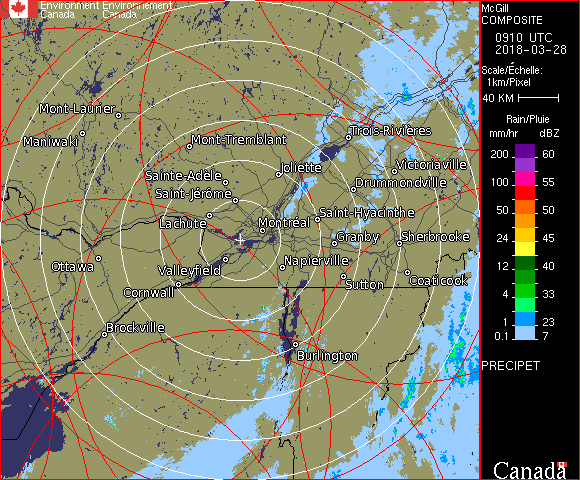 Environment Environnement
Canada Canada
McGill
COMPOSITE
0910 UTC
2018-03-28
Scale/Échelle:
1km/Pixel
40 KM
Rain/Pluie
mm/hr dBZ
200 60
100 55
50 50
24 45
12 40
4 33
1 23
0.1 7
PRECIPET
Canada
Mont-Laurier
Maniwaki
Mont-Tremblant
Trois-Rivières
Sainte-Adèle
Joliette
Victoriaville
Saint-Jérôme
Drummondville
Lachute
Montréal
Saint-Hyacinthe
Granby
Sherbrooke
Ottawa
Valleyfield
Napierville
Cornwall
Sutton
Coaticook
Brockville
Burlington